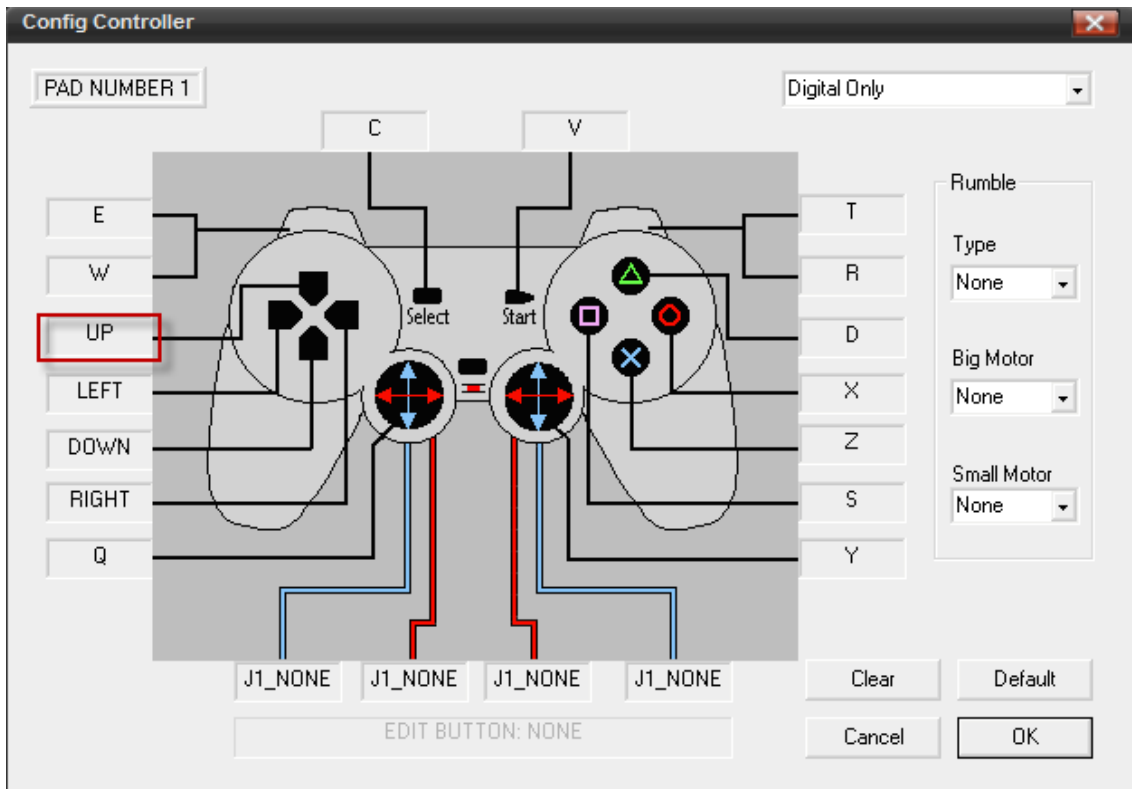 Config Controller
PAD NUMBER 1
Digital Only
C
V
E
T
Rumble
W
R
Type
None
Select
Start
UP
D
Big Motor
LEFT
X
None
DOWN
Z
Small Motor
RIGHT
S
None
Q
Y
J1_NONE
J1_NONE
J1_NONE
J1_NONE
Clear
Default
EDIT BUTTON: NONE
Cancel
OK